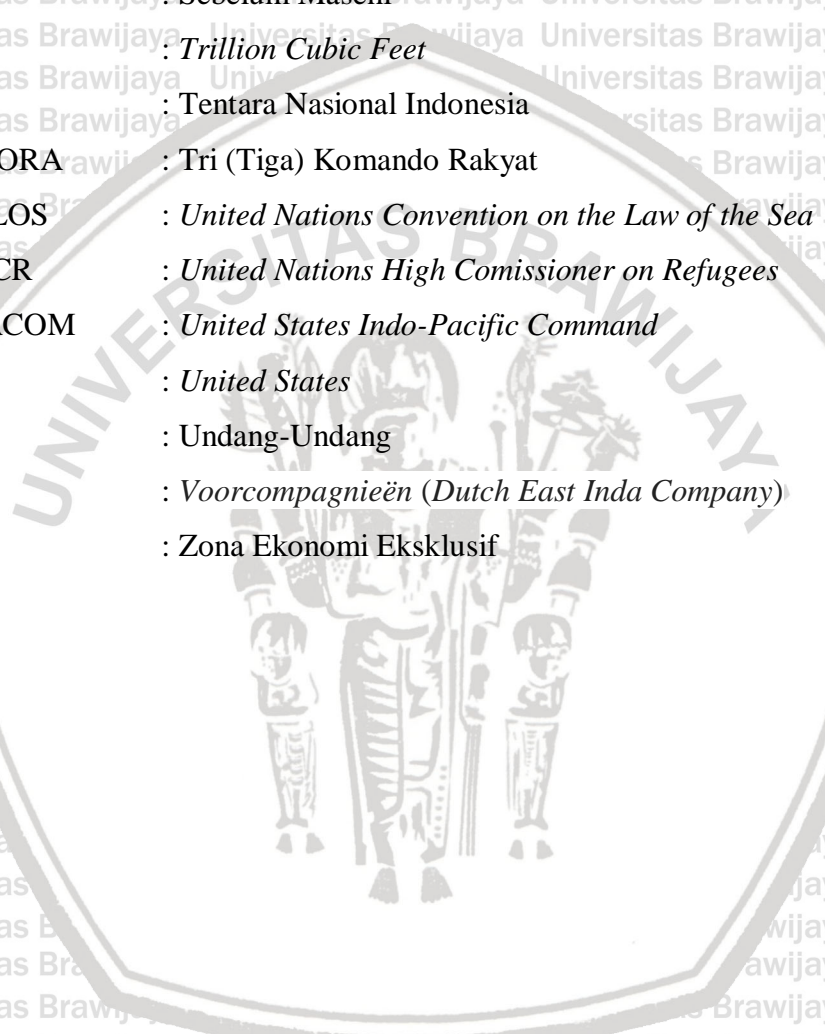 : Sebelum Masehi
: Trillion Cubic Feet
: Tentara Nasional Indonesia
ORA : Tri (Tiga) Komando Rakyat
LOS : United Nations Convention on the Law of the Sea
CR : United Nations High Comissioner on Refugees
ACOM : United States Indo-Pacific Command
: United States
: Undang-Undang
: Voorcompagnieën (Dutch East Inda Company)
: Zona Ekonomi Eksklusif
UNIVERSITAS BRAWIJAYA